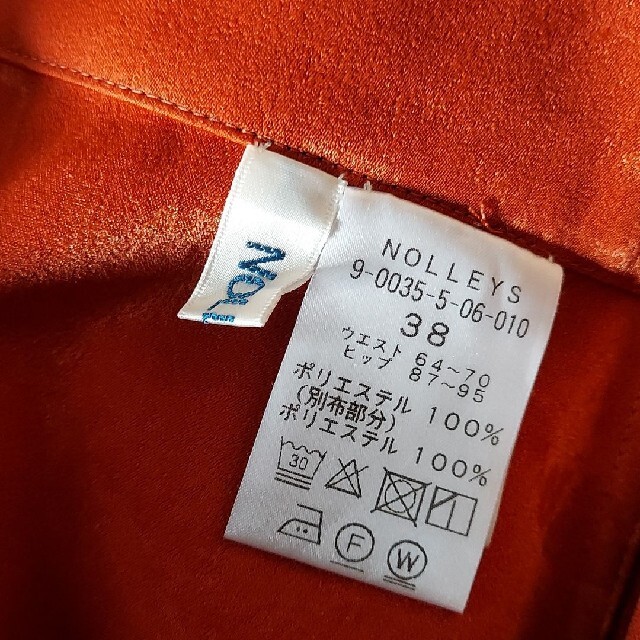 NOLLEYS
9-0035-5-06-010
38
ウエスト 64~70
ヒップ 87~95
ポリエステル 100%
(別布部分)
ポリエステル 100%
30
F
W